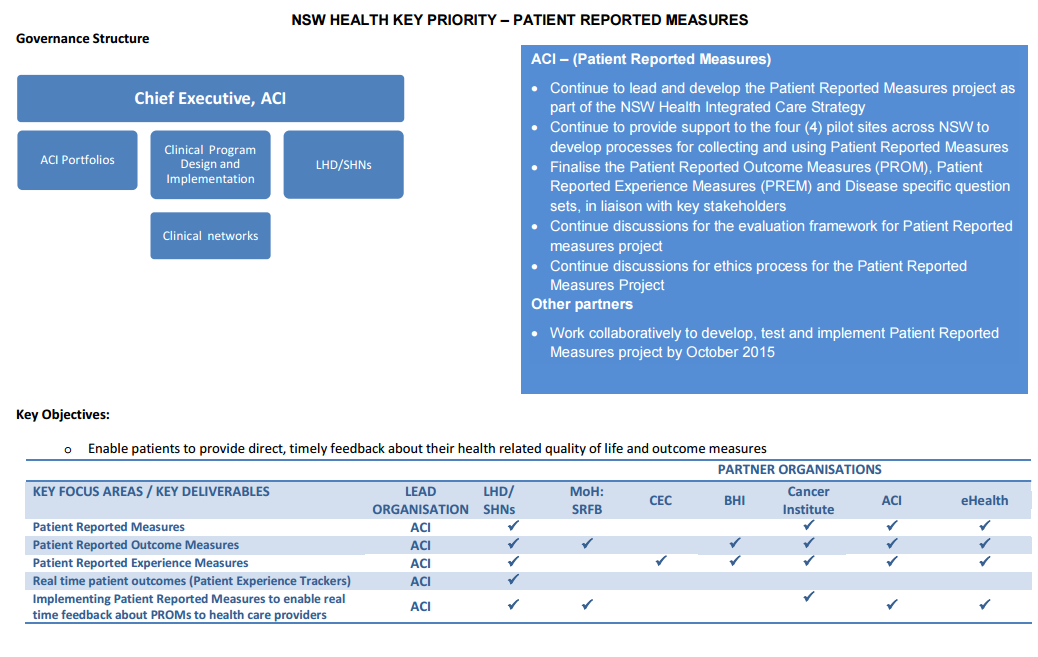 NSW HEALTH KEY PRIORITY – PATIENT REPORTED MEASURES
Governance Structure
Chief Executive, ACI
ACI Portfolios
Clinical Program
Design and
Implementation
LHD/SHNs
Clinical networks
ACI – (Patient Reported Measures)
• Continue to lead and develop the Patient Reported Measures project as
part of the NSW Health Integrated Care Strategy
• Continue to provide support to the four (4) pilot sites across NSW to
develop processes for collecting and using Patient Reported Measures
• Finalise the Patient Reported Outcome Measures (PROM), Patient
Reported Experience Measures (PREM) and Disease specific question
sets, in liaison with key stakeholders
• Continue discussions for the evaluation framework for Patient Reported
measures project
• Continue discussions for ethics process for the Patient Reported
Measures Project
Other partners
• Work collaboratively to develop, test and implement Patient Reported
Measures project by October 2015
Key Objectives:
o Enable patients to provide direct, timely feedback about their health related quality of life and outcome measures
PARTNER ORGANISATIONS
KEY FOCUS AREAS / KEY DELIVERABLES
LEAD
ORGANISATION
LHD/
SHNs
MoH:
SRFB
CEC
BHI
Cancer
Institute
ACI
eHealth
Patient Reported Measures ACI ✓ ✓ ✓ ✓
Patient Reported Outcome Measures ACI ✓ ✓ ✓ ✓ ✓ ✓
Patient Reported Experience Measures ACI ✓ ✓ ✓ ✓ ✓ ✓
Real time patient outcomes (Patient Experience Trackers) ACI ✓
Implementing Patient Reported Measures to enable real
time feedback about PROMs to health care providers
ACI ✓ ✓ ✓ ✓ ✓